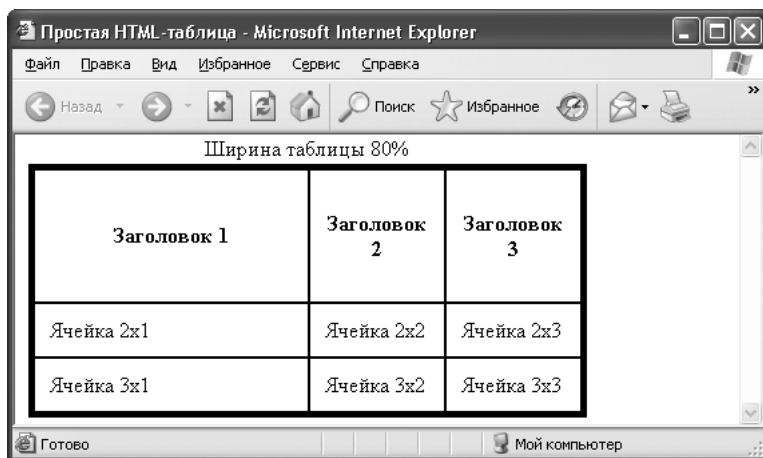 Простая HTML-таблица - Microsoft Internet Explorer
Файл Правка Вид Избранное Сервис Справка
Назад Поиск Избранное »
Ширина таблицы 80%
Заголовок 1 Заголовок 2 Заголовок 3
Ячейка 2x1 Ячейка 2x2 Ячейка 2x3
Ячейка 3x1 Ячейка 3x2 Ячейка 3x3
Готово Мой компьютер